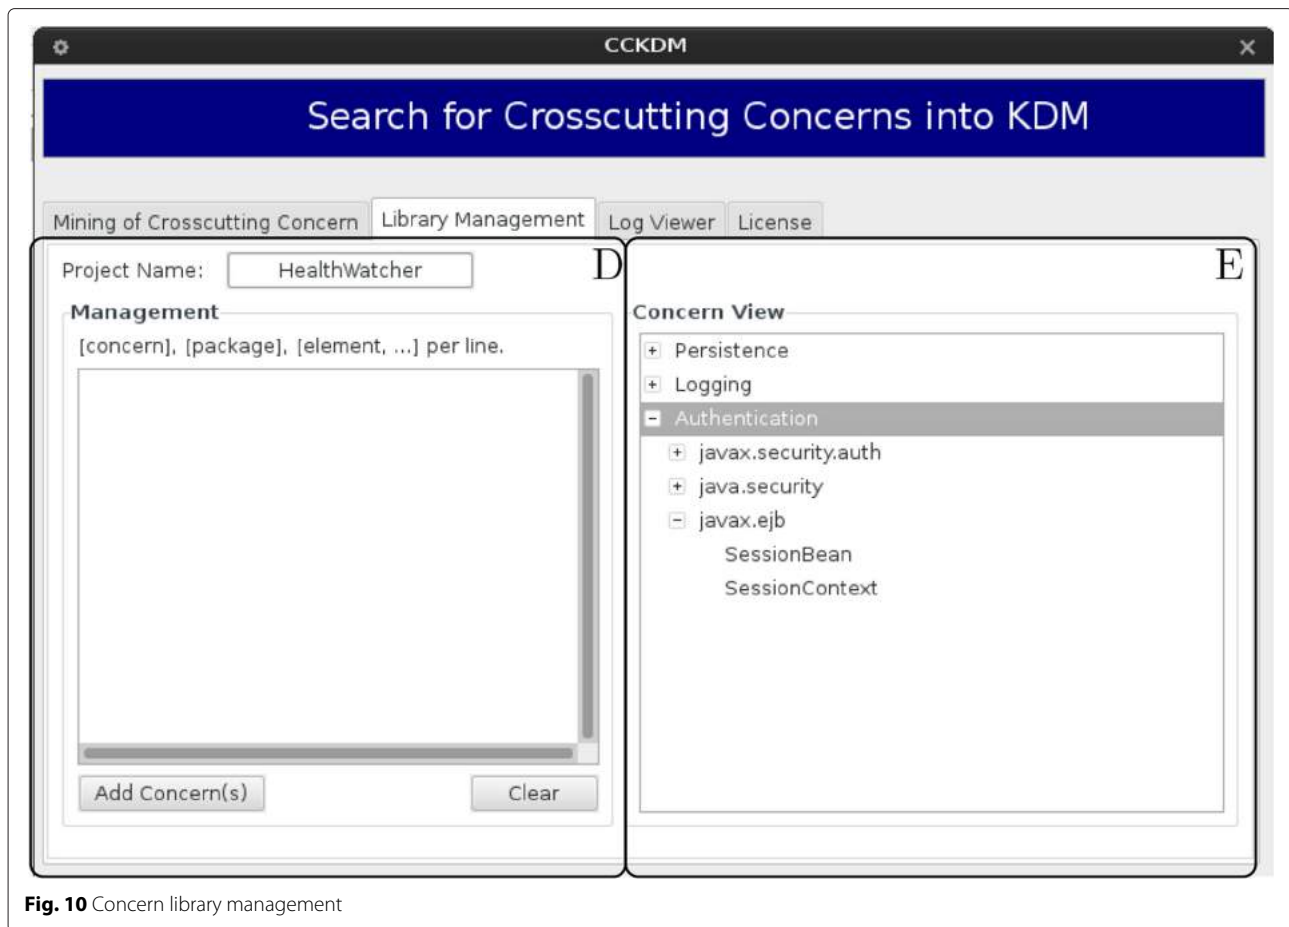 CCKDM
Search for Crosscutting Concerns into KDM
Mining of Crosscutting Concern
Library Management
Log Viewer
License
Project Name:
HealthWatcher
D
Management
[concern], [package], [element, ...] per line.
Add Concern(s)
Clear
E
Concern View
Persistence
Logging
Authentication
javax.security.auth
java.security
javax.ejb
SessionBean
SessionContext
Fig. 10 Concern library management